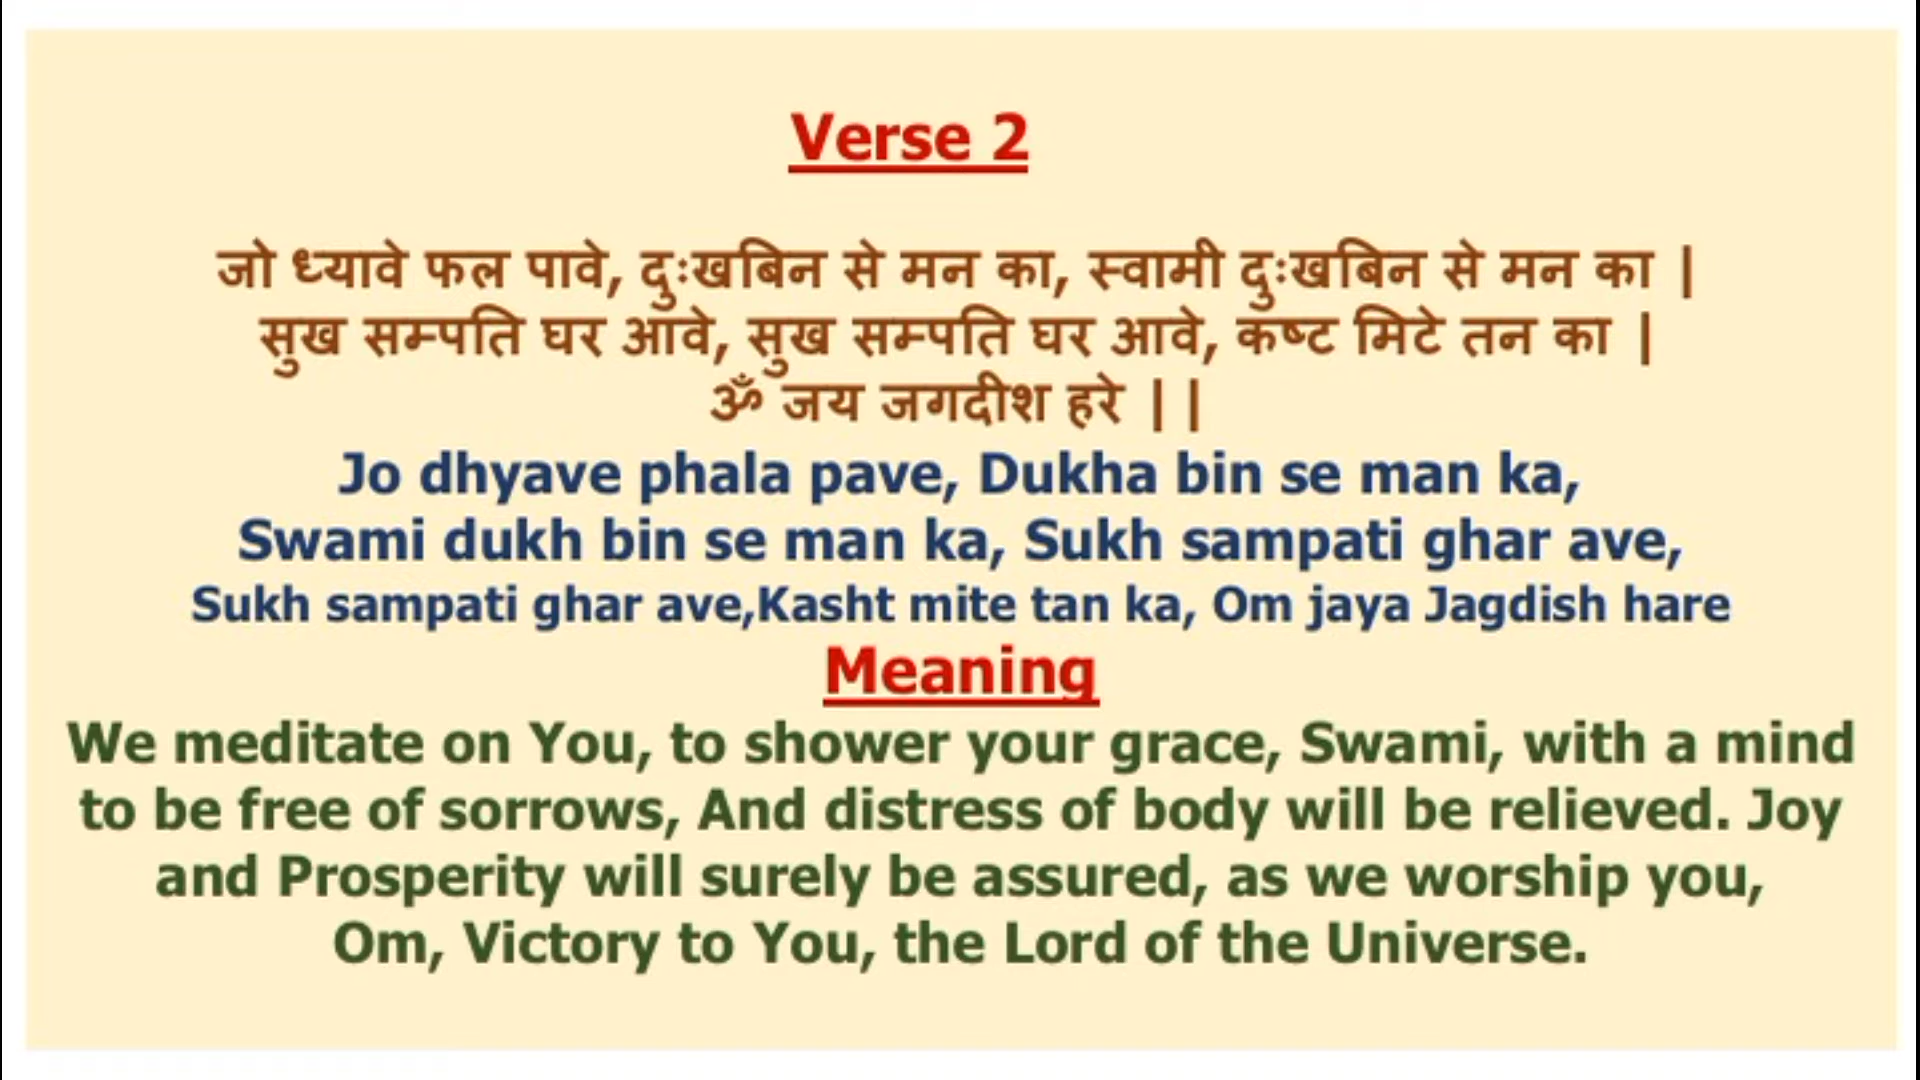 Verse 2
जो ध्यावे फल पावे, दुःखबिन से मन का, स्वामी दुःखबिन से मन का |
सुख सम्पति घर आवे, सुख सम्पति घर आवे, कष्ट मिटे तन का |
ॐ जय जगदीश हरे | |
Jo dhyave phala pave, Dukha bin se man ka,
Swami dukh bin se man ka, Sukh sampati ghar ave,
Sukh sampati ghar ave,Kasht mite tan ka, Om jaya Jagdish hare
Meaning
We meditate on You, to shower your grace, Swami, with a mind
to be free of sorrows, And distress of body will be relieved. Joy
and Prosperity will surely be assured, as we worship you,
Om, Victory to You, the Lord of the Universe.